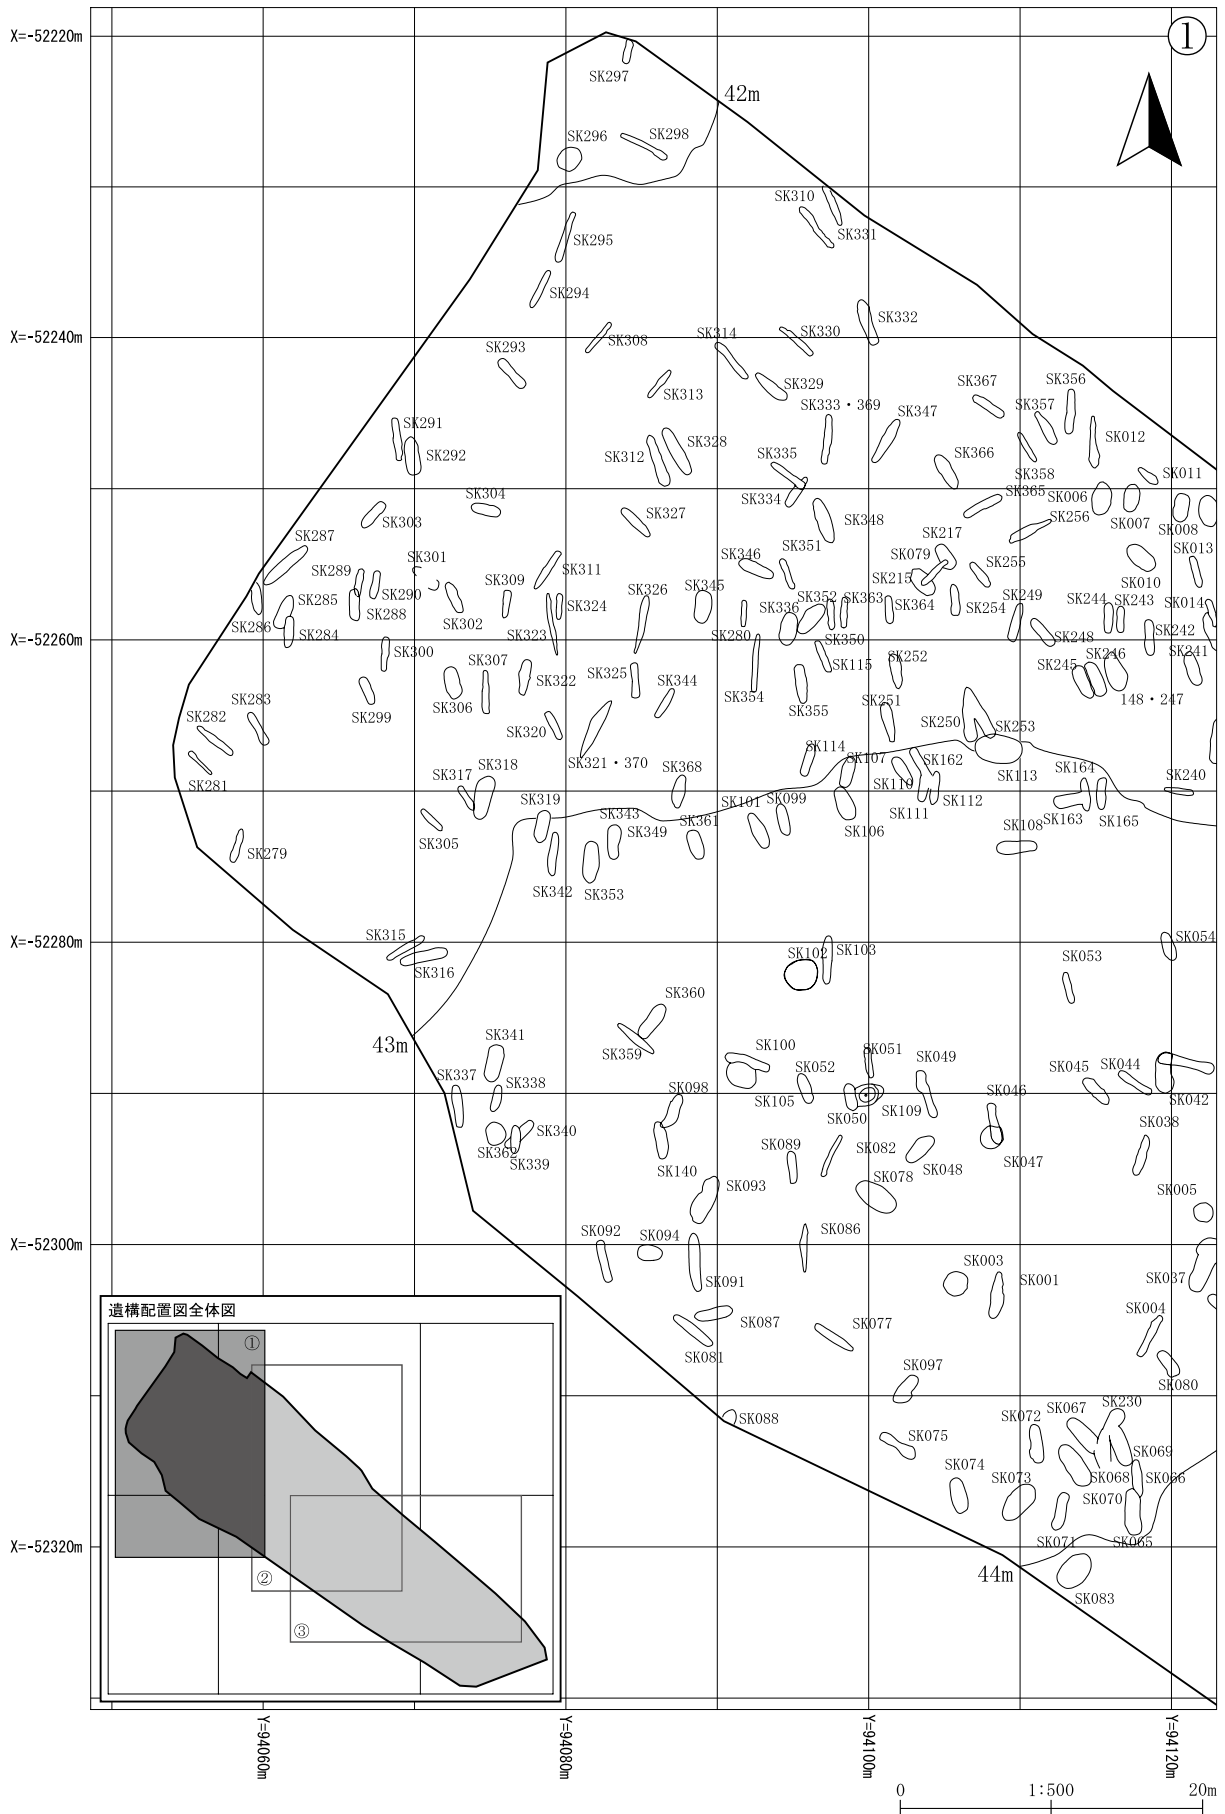 ①
X=-52220m
SK297
42m
SK296
SK298
SK310
SK331
SK295
SK294
SK332
X=-52240m
SK308
SK314
SK330
SK293
SK313
SK329
SK367
SK356
SK333・369
SK347
SK357
SK291
SK012
SK292
SK312
SK328
SK335
SK366
SK358
SK011
SK304
SK334
SK365
SK006
SK303
SK327
SK348
SK256
SK007
SK008
SK287
SK217
SK301
SK351
SK079
SK013
SK289
SK311
SK346
SK255
SK309
SK326
SK345
SK215
SK010
SK285
SK290
SK324
SK352
SK363
SK249
SK244
SK243
SK014
SK286
SK288
SK302
SK336
SK364
SK254
SK284
SK323
SK280
SK350
SK248
SK242
X=-52260m
SK300
SK307
SK115
SK252
SK246
SK241
SK322
SK325
SK344
SK245
SK283
SK299
SK306
SK354
SK355
SK251
148・247
SK282
SK320
SK250
SK253
SK281
SK317
SK318
SK321・370
SK368
SK114
SK107
SK162
SK113
SK164
SK240
SK319
SK343
SK101
SK099
SK110
SK112
SK163
SK165
SK305
SK349
SK361
SK106
SK111
SK108
SK279
SK342
SK353
X=-52280m
SK315
SK102
SK103
SK054
SK316
SK053
SK360
43m
SK341
SK359
SK100
SK051
SK049
SK337
SK338
SK098
SK052
SK045
SK044
SK105
SK050
SK109
SK046
SK042
SK340
SK362
SK339
SK089
SK082
SK038
SK140
SK048
SK047
SK093
SK078
SK005
SK092
SK094
SK086
X=-52300m
SK003
SK001
SK037
SK091
SK087
SK077
SK004
SK081
SK097
SK080
SK088
SK072
SK067
SK230
SK075
SK069
SK074
SK073
SK068
SK066
SK070
X=-52320m
SK071
SK065
44m
SK083
遺構配置図全体図
①
②
③
Y=94060m
Y=94080m
Y=94100m
Y=94120m
0
1:500
20m